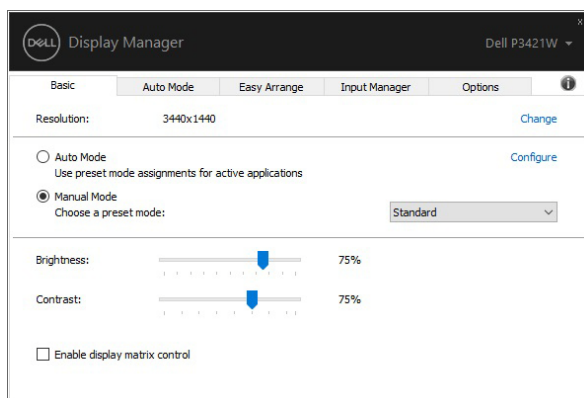 x
DELL Display Manager Dell P3421W
Basic Auto Mode Easy Arrange Input Manager Options i
Resolution: 3440x1440 Change
Auto Mode Configure
Use preset mode assignments for active applications
Manual Mode
Choose a preset mode: Standard
Brightness: 75%
Contrast: 75%
Enable display matrix control